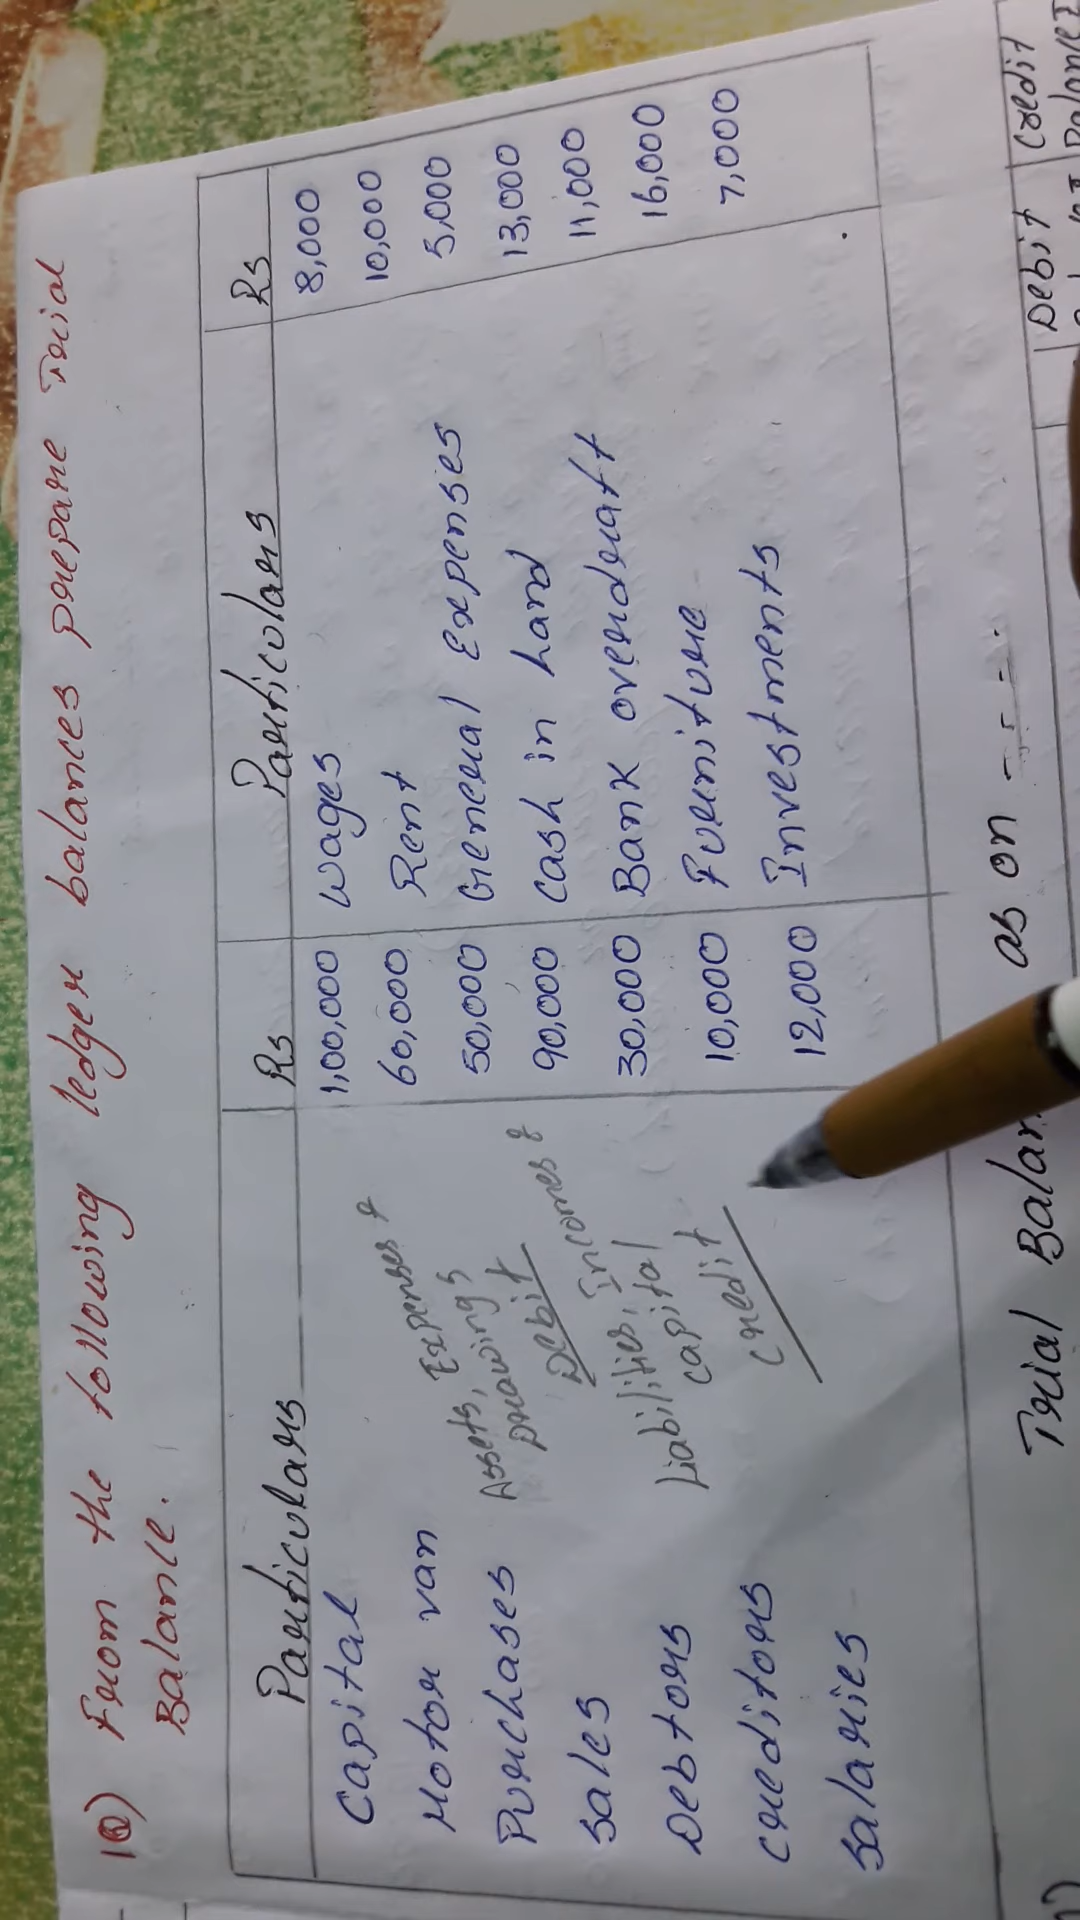 1Q) From the following ledger balances prepare Trial
Balance.
Particulars Rs Particulars Rs
Capital 1,00,000 Wages 8,000
Motor van 60,000 Rent 10,000
Purchases 50,000 General Expenses 5,000
Sales 90,000 Cash in hand 13,000
Debtors 30,000 Bank overdraft 11,000
Creditors 10,000 Furniture 16,000
Salaries 12,000 Investments 7,000
Assets, Expenses &
Drawings
Debit
Liabilities, Incomes &
capital
credit
Trial Balan as on
Debit Credit